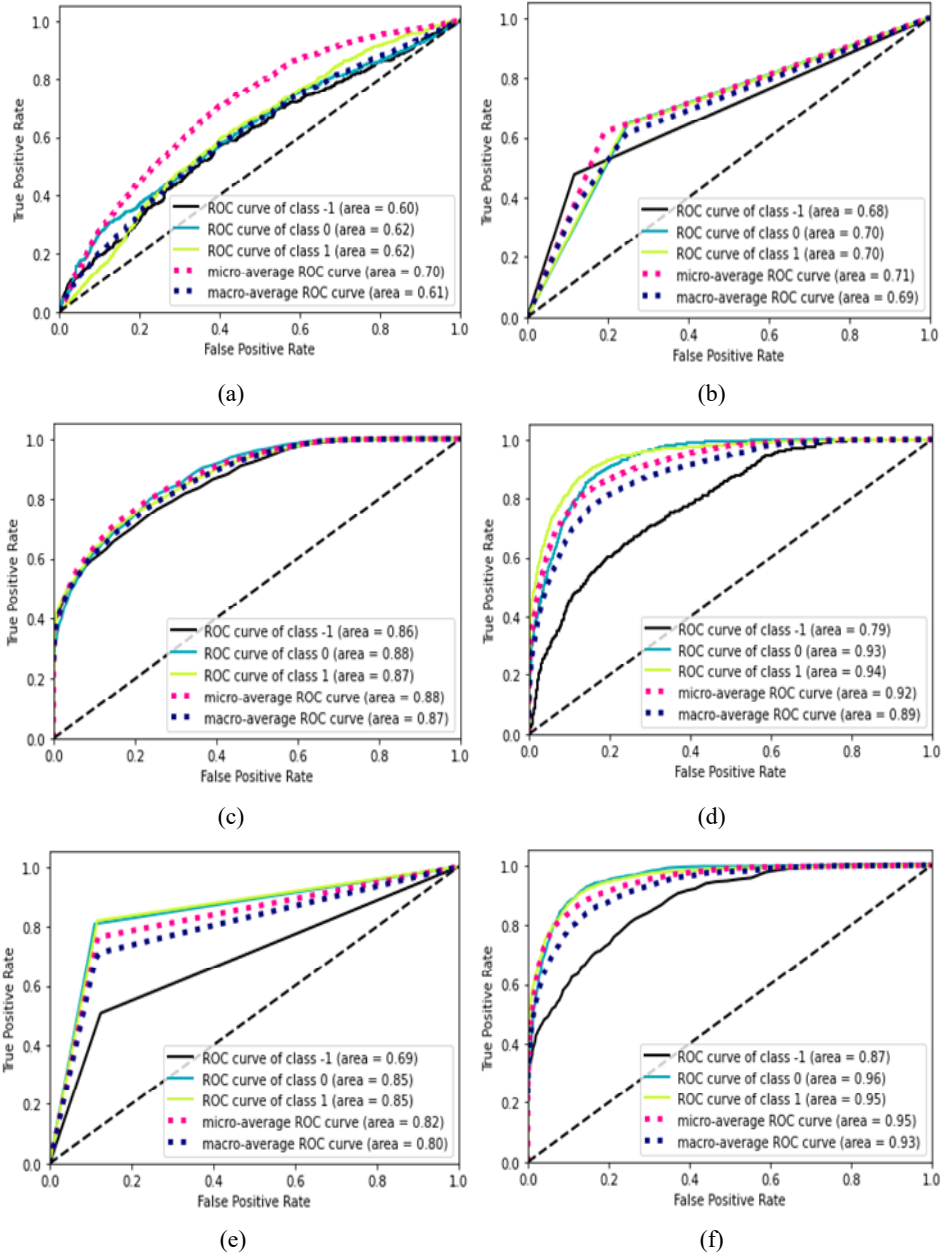 1.0
0.8
0.6
0.4
0.2
0.0
True Positive Rate
ROC curve of class -1 (area = 0.60)
ROC curve of class 0 (area = 0.62)
ROC curve of class 1 (area = 0.62)
micro-average ROC curve (area = 0.70)
macro-average ROC curve (area = 0.61)
0.0 0.2 0.4 0.6 0.8 1.0
False Positive Rate
(a)
1.0
0.8
0.6
0.4
0.2
0.0
True Positive Rate
ROC curve of class -1 (area = 0.68)
ROC curve of class 0 (area = 0.70)
ROC curve of class 1 (area = 0.70)
micro-average ROC curve (area = 0.71)
macro-average ROC curve (area = 0.69)
0.0 0.2 0.4 0.6 0.8 1.0
False Positive Rate
(b)
1.0
0.8
0.6
0.4
0.2
0.0
True Positive Rate
ROC curve of class -1 (area = 0.86)
ROC curve of class 0 (area = 0.88)
ROC curve of class 1 (area = 0.87)
micro-average ROC curve (area = 0.88)
macro-average ROC curve (area = 0.87)
0.0 0.2 0.4 0.6 0.8 1.0
False Positive Rate
(c)
1.0
0.8
0.6
0.4
0.2
0.0
True Positive Rate
ROC curve of class -1 (area = 0.79)
ROC curve of class 0 (area = 0.93)
ROC curve of class 1 (area = 0.94)
micro-average ROC curve (area = 0.92)
macro-average ROC curve (area = 0.89)
0.0 0.2 0.4 0.6 0.8 1.0
False Positive Rate
(d)
1.0
0.8
0.6
0.4
0.2
0.0
True Positive Rate
ROC curve of class -1 (area = 0.69)
ROC curve of class 0 (area = 0.85)
ROC curve of class 1 (area = 0.85)
micro-average ROC curve (area = 0.82)
macro-average ROC curve (area = 0.80)
0.0 0.2 0.4 0.6 0.8 1.0
False Positive Rate
(e)
1.0
0.8
0.6
0.4
0.2
0.0
True Positive Rate
ROC curve of class -1 (area = 0.87)
ROC curve of class 0 (area = 0.96)
ROC curve of class 1 (area = 0.95)
micro-average ROC curve (area = 0.95)
macro-average ROC curve (area = 0.93)
0.0 0.2 0.4 0.6 0.8 1.0
False Positive Rate
(f)